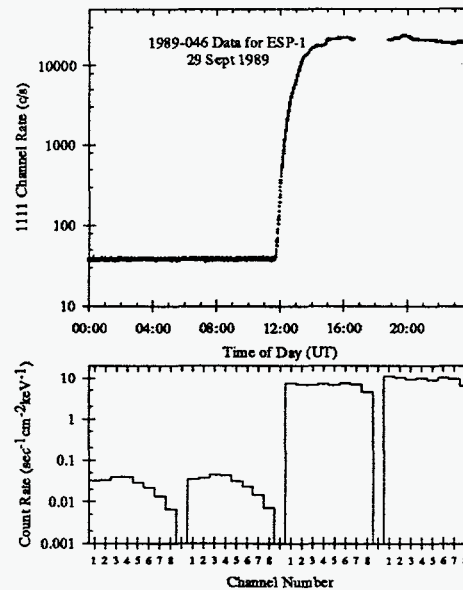 1989-046 Data for ESP-1
29 Sept 1989
1111 Channel Rate (c/s)
10000
1000
100
10
00:00 04:00 08:00 12:00 16:00 20:00
Time of Day (UT)
Count Rate (sec⁻¹cm⁻²keV⁻¹)
10
1
0.1
0.01
0.001
1 2 3 4 5 6 7 8 1 2 3 4 5 6 7 8 1 2 3 4 5 6 7 8 1 2 3 4 5 6 7 8
Channel Number